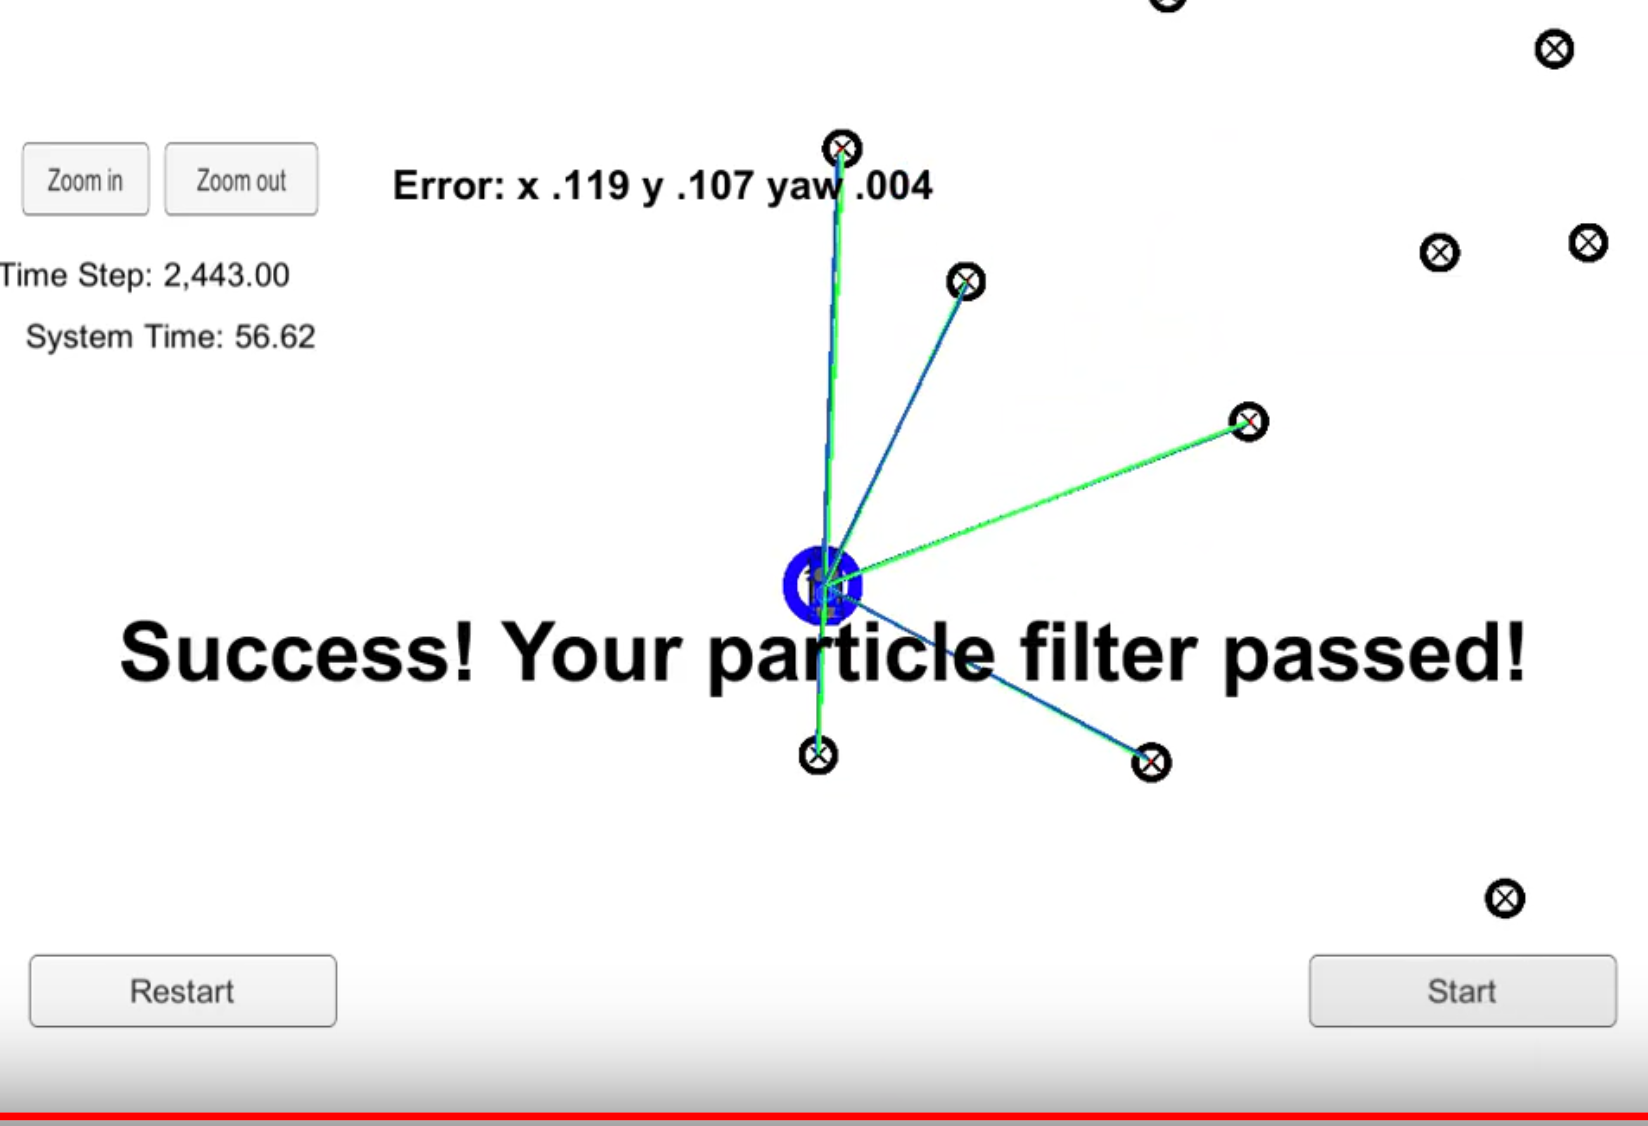 Zoom in
Zoom out
Error: x .119 y .107 yaw .004
Time Step: 2,443.00
System Time: 56.62
Success! Your particle filter passed!
Restart
Start